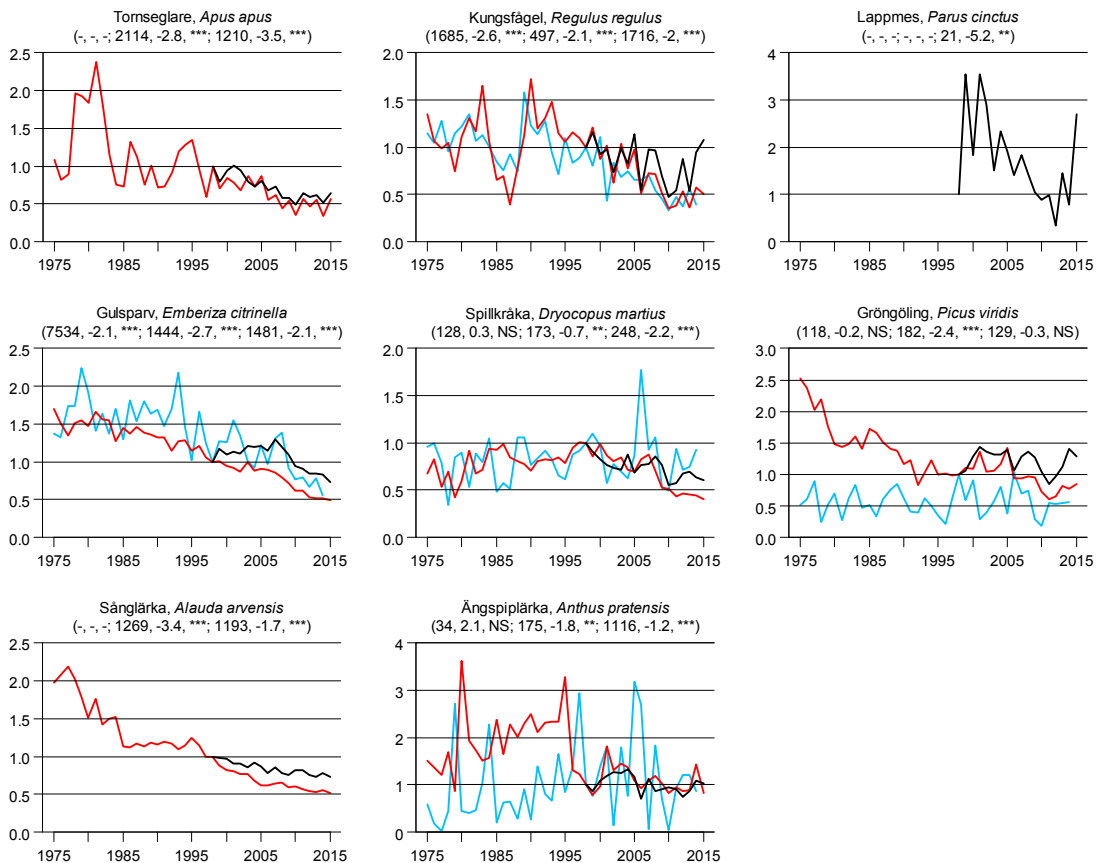 Tornseglare, Apus apus
(-, -, -; 2114, -2.8, ***; 1210, -3.5, ***)
2.5
2.0
1.5
1.0
0.5
0.0
1975 1985 1995 2005 2015
Kungsfågel, Regulus regulus
(1685, -2.6, ***; 497, -2.1, ***; 1716, -2, ***)
2.0
1.5
1.0
0.5
0.0
1975 1985 1995 2005 2015
Lappmes, Parus cinctus
(-, -, -; -, -, -; 21, -5.2, **)
4
3
2
1
0
1975 1985 1995 2005 2015
Gulsparv, Emberiza citrinella
(7534, -2.1, ***; 1444, -2.7, ***; 1481, -2.1, ***)
2.5
2.0
1.5
1.0
0.5
0.0
1975 1985 1995 2005 2015
Spillkråka, Dryocopus martius
(128, 0.3, NS; 173, -0.7, **; 248, -2.2, ***)
2.0
1.5
1.0
0.5
0.0
1975 1985 1995 2005 2015
Gröngöling, Picus viridis
(118, -0.2, NS; 182, -2.4, ***; 129, -0.3, NS)
3.0
2.5
2.0
1.5
1.0
0.5
0.0
1975 1985 1995 2005 2015
Sånglärka, Alauda arvensis
(-, -, -; 1269, -3.4, ***; 1193, -1.7, ***)
2.5
2.0
1.5
1.0
0.5
0.0
1975 1985 1995 2005 2015
Ängspiplärka, Anthus pratensis
(34, 2.1, NS; 175, -1.8, **; 1116, -1.2, ***)
4
3
2
1
0
1975 1985 1995 2005 2015